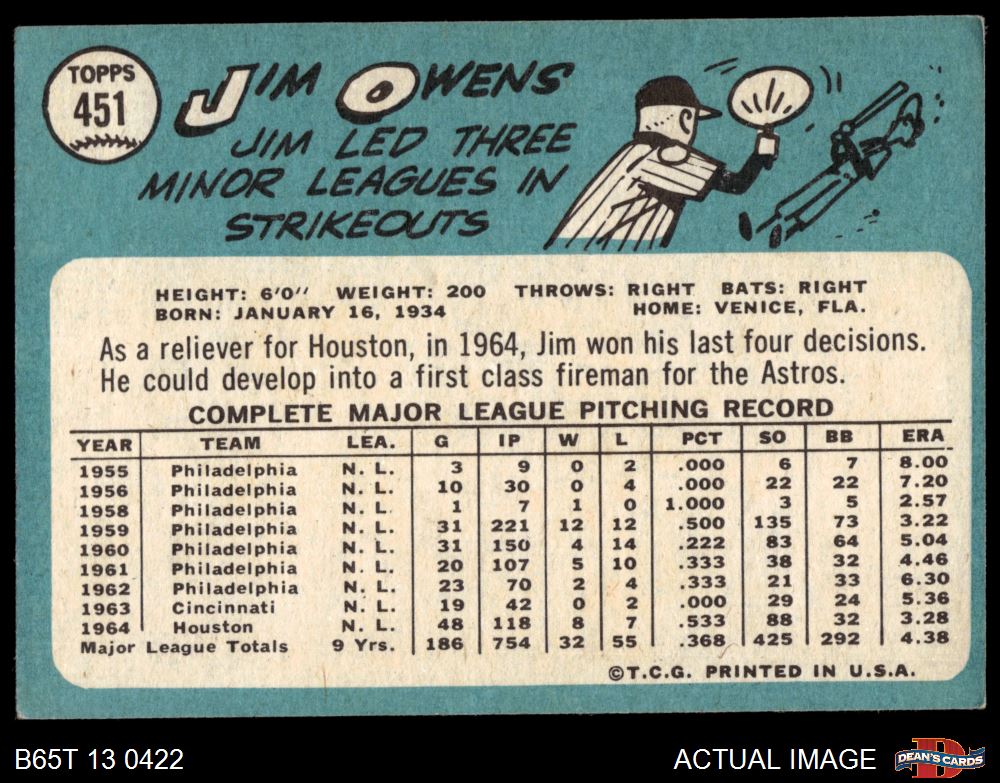 TOPPS
451
JIM OWENS
JIM LED THREE
MINOR LEAGUES IN
STRIKEOUTS
HEIGHT: 6'0" WEIGHT: 200 THROWS: RIGHT BATS: RIGHT
BORN: JANUARY 16, 1934 HOME: VENICE, FLA.
As a reliever for Houston, in 1964, Jim won his last four decisions.
He could develop into a first class fireman for the Astros.
COMPLETE MAJOR LEAGUE PITCHING RECORD
YEAR TEAM LEA. G IP W L PCT SO BB ERA
1955 Philadelphia N. L. 3 9 0 2 .000 6 7 8.00
1956 Philadelphia N. L. 10 30 0 4 .000 22 22 7.20
1958 Philadelphia N. L. 1 7 1 0 1.000 3 5 2.57
1959 Philadelphia N. L. 31 221 12 12 .500 135 73 3.22
1960 Philadelphia N. L. 31 150 4 14 .222 83 64 5.04
1961 Philadelphia N. L. 20 107 5 10 .333 38 32 4.46
1962 Philadelphia N. L. 23 70 2 4 .333 21 33 6.30
1963 Cincinnati N. L. 19 42 0 2 .000 29 24 5.36
1964 Houston N. L. 48 118 8 7 .533 88 32 3.28
Major League Totals 9 Yrs. 186 754 32 55 .368 425 292 4.38
©T.C.G. PRINTED IN U.S.A.
B65T 13 0422 ACTUAL IMAGE D DEAN'S CARDS